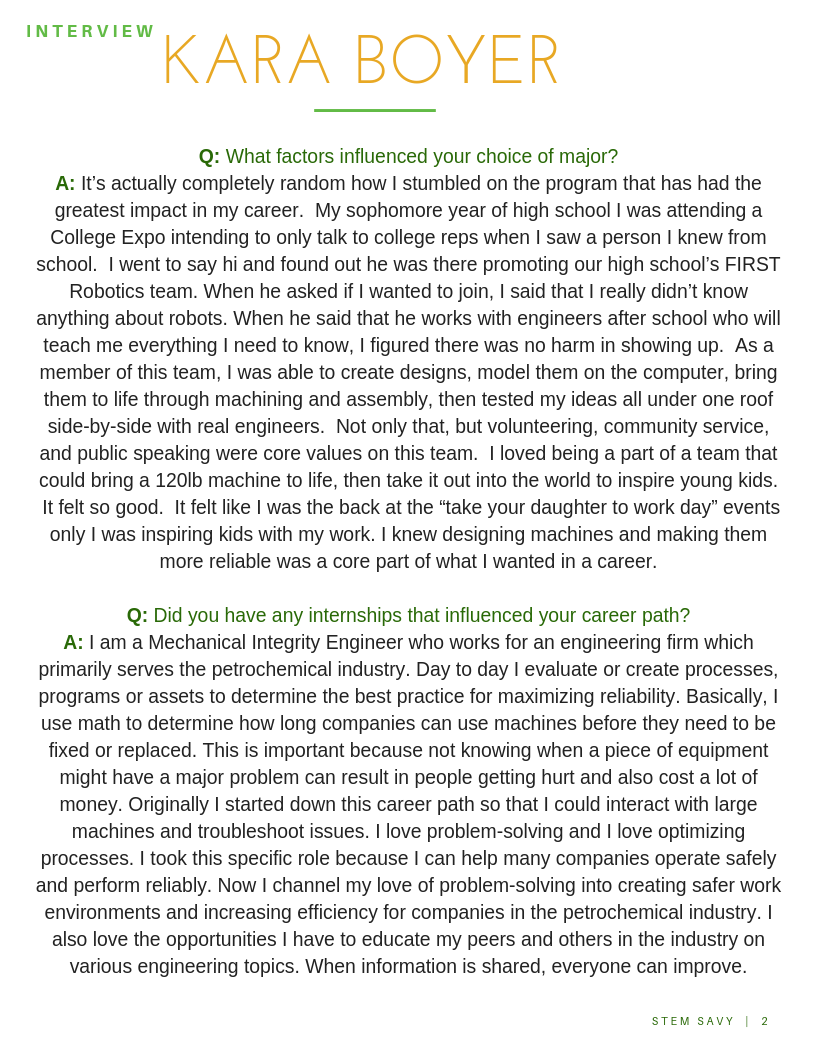 INTERVIEW
KARA BOYER
Q: What factors influenced your choice of major?
A: It’s actually completely random how I stumbled on the program that has had the
greatest impact in my career.  My sophomore year of high school I was attending a
College Expo intending to only talk to college reps when I saw a person I knew from
school.  I went to say hi and found out he was there promoting our high school’s FIRST
Robotics team. When he asked if I wanted to join, I said that I really didn’t know
anything about robots. When he said that he works with engineers after school who will
teach me everything I need to know, I figured there was no harm in showing up.  As a
member of this team, I was able to create designs, model them on the computer, bring
them to life through machining and assembly, then tested my ideas all under one roof
side-by-side with real engineers.  Not only that, but volunteering, community service,
and public speaking were core values on this team.  I loved being a part of a team that
could bring a 120lb machine to life, then take it out into the world to inspire young kids.
It felt so good.  It felt like I was the back at the “take your daughter to work day” events
only I was inspiring kids with my work. I knew designing machines and making them
more reliable was a core part of what I wanted in a career.
Q: Did you have any internships that influenced your career path?
A: I am a Mechanical Integrity Engineer who works for an engineering firm which
primarily serves the petrochemical industry. Day to day I evaluate or create processes,
programs or assets to determine the best practice for maximizing reliability. Basically, I
use math to determine how long companies can use machines before they need to be
fixed or replaced. This is important because not knowing when a piece of equipment
might have a major problem can result in people getting hurt and also cost a lot of
money. Originally I started down this career path so that I could interact with large
machines and troubleshoot issues. I love problem-solving and I love optimizing
processes. I took this specific role because I can help many companies operate safely
and perform reliably. Now I channel my love of problem-solving into creating safer work
environments and increasing efficiency for companies in the petrochemical industry. I
also love the opportunities I have to educate my peers and others in the industry on
various engineering topics. When information is shared, everyone can improve.
STEM SAVY | 2